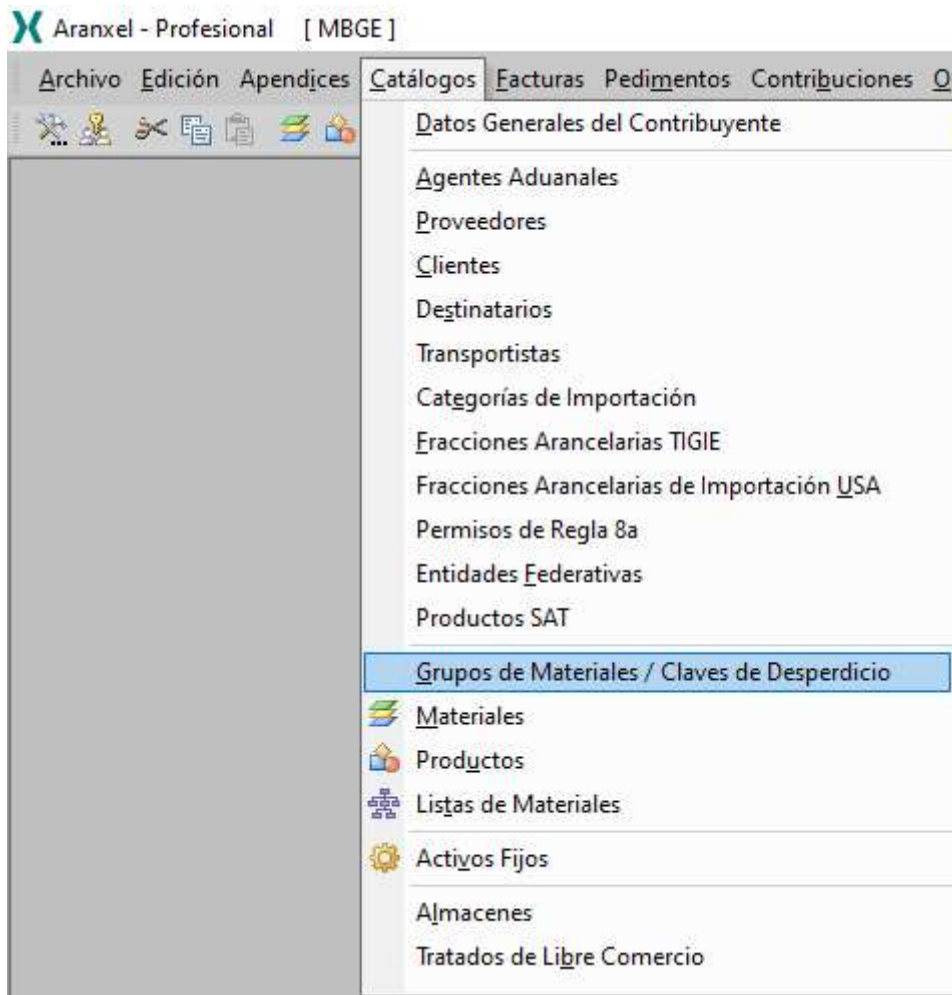 Aranxel - Profesional [ MBGE ]
Archivo Edición Apendices Catálogos Facturas Pedimentos Contribuciones O
Datos Generales del Contribuyente
Agentes Aduanales
Proveedores
Clientes
Destinatarios
Transportistas
Categorías de Importación
Fracciones Arancelarias TIGIE
Fracciones Arancelarias de Importación USA
Permisos de Regla 8a
Entidades Federativas
Productos SAT
Grupos de Materiales / Claves de Desperdicio
Materiales
Productos
Listas de Materiales
Activos Fijos
Almacenes
Tratados de Libre Comercio